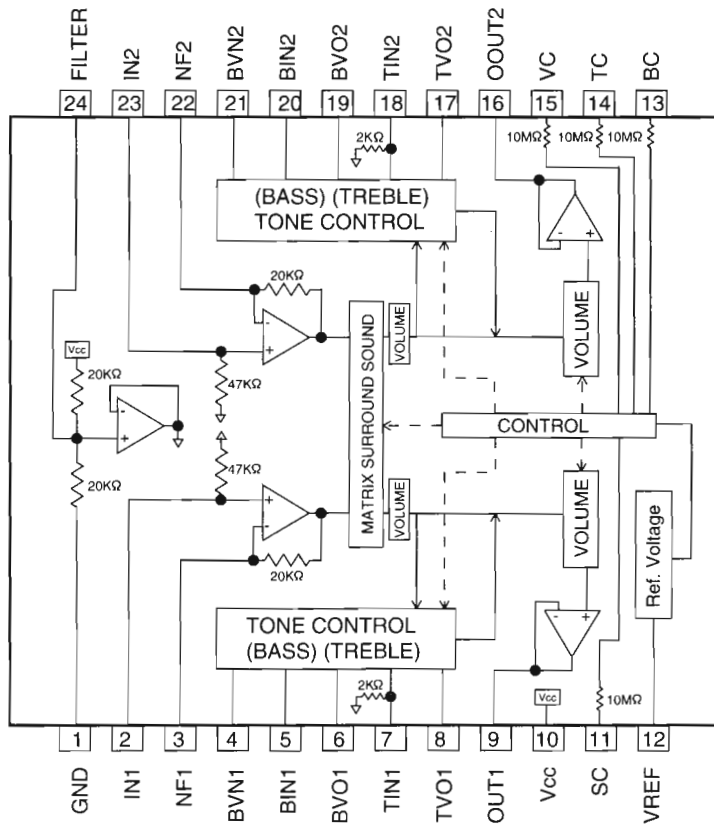 FILTER IN2 NF2 BVN2 BIN2 BVO2 TIN2 TVO2 OOUT2 VC TC BC
24 23 22 21 20 19 18 17 16 15 14 13
2KΩ 10MΩ 10MΩ 10MΩ
(BASS) (TREBLE)
TONE CONTROL
- +
20KΩ
-
+
VOLUME
VOLUME
Vcc
20KΩ
47KΩ
-
+
MATRIX SURROUND SOUND
CONTROL
20KΩ
47KΩ
+
-
VOLUME
VOLUME
Ref. Voltage
20KΩ
TONE CONTROL
(BASS) (TREBLE)
- +
2KΩ
Vcc
10MΩ
1 2 3 4 5 6 7 8 9 10 11 12
GND IN1 NF1 BVN1 BIN1 BVO1 TIN1 TVO1 OUT1 Vcc SC VREF